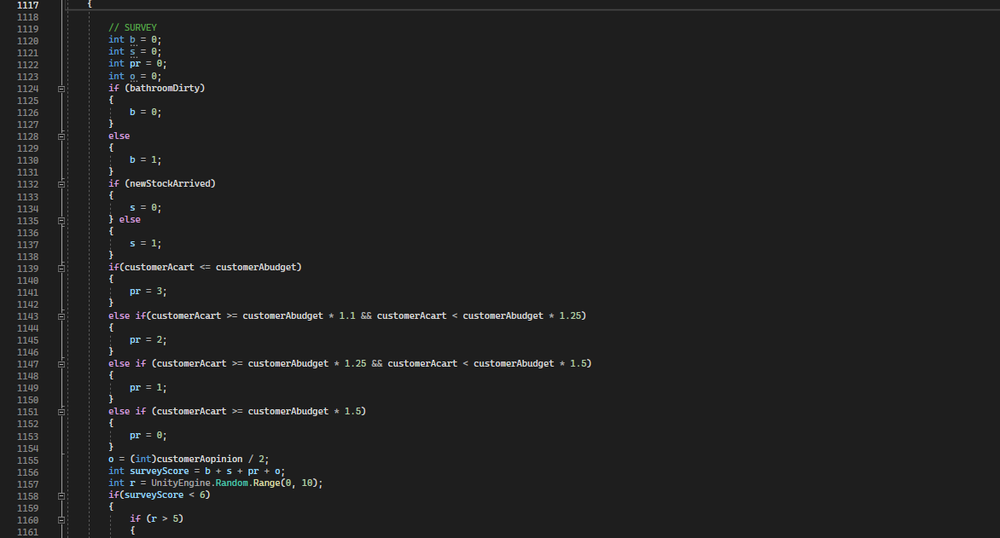 1117 {
1118
1119 // SURVEY
1120 int b = 0;
1121 int s = 0;
1122 int pr = 0;
1123 int o = 0;
1124 if (bathroomDirty)
1125 {
1126 b = 0;
1127 }
1128 else
1129 {
1130 b = 1;
1131 }
1132 if (newStockArrived)
1133 {
1134 s = 0;
1135 } else
1136 {
1137 s = 1;
1138 }
1139 if(customerAcart <= customerAbudget)
1140 {
1141 pr = 3;
1142 }
1143 else if(customerAcart >= customerAbudget * 1.1 && customerAcart < customerAbudget * 1.25)
1144 {
1145 pr = 2;
1146 }
1147 else if (customerAcart >= customerAbudget * 1.25 && customerAcart < customerAbudget * 1.5)
1148 {
1149 pr = 1;
1150 }
1151 else if (customerAcart >= customerAbudget * 1.5)
1152 {
1153 pr = 0;
1154 }
1155 o = (int)customerAopinion / 2;
1156 int surveyScore = b + s + pr + o;
1157 int r = UnityEngine.Random.Range(0, 10);
1158 if(surveyScore < 6)
1159 {
1160 if (r > 5)
1161 {